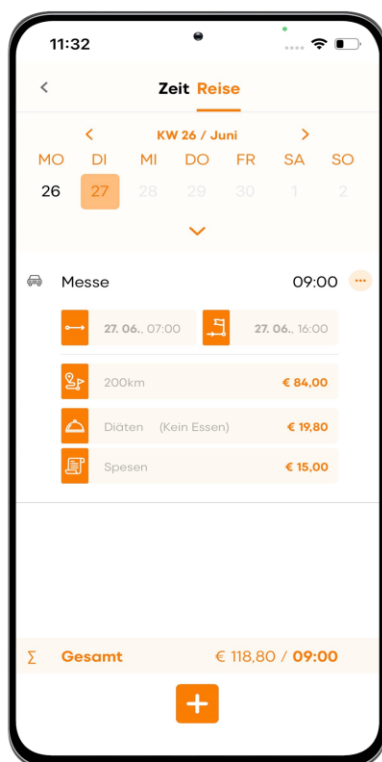 11:32
Zeit Reise
KW 26 / Juni
MO DI MI DO FR SA SO
26 27 28 29 30 1 2
Messe 09:00
27. 06., 07:00 27. 06., 16:00
200km € 84,00
Diäten (Kein Essen) € 19,80
Spesen € 15,00
Σ Gesamt € 118,80 / 09:00